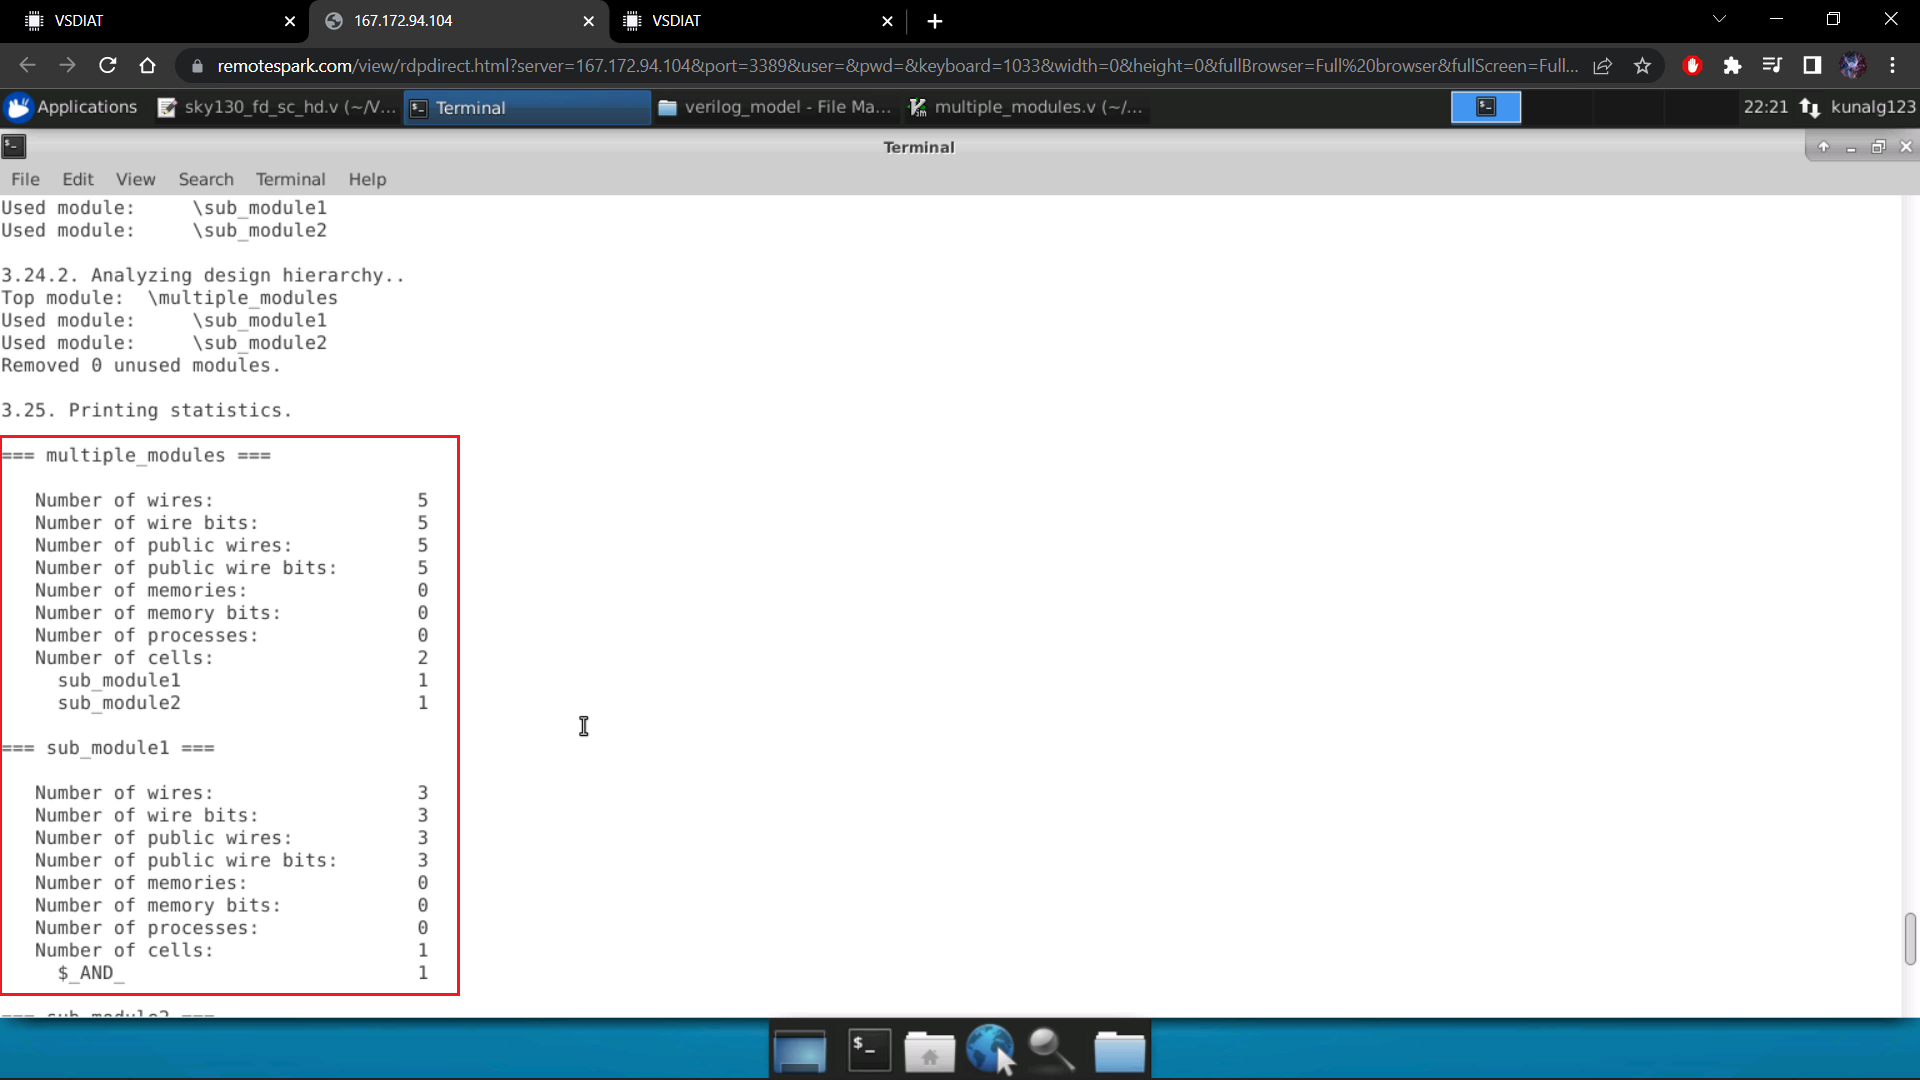 VSDIAT
167.172.94.104
VSDIAT
remotespark.com/view/rdpdirect.html?server=167.172.94.104&port=3389&user=&pwd=&keyboard=1033&width=0&height=0&fullBrowser=Full%20browser&fullScreen=Full...
Applications
sky130_fd_sc_hd.v (~/V...
Terminal
verilog_model - File Ma...
multiple_modules.v (~/...
22:21
kunalg123
Terminal
File Edit View Search Terminal Help
Used module:     \sub_module1
Used module:     \sub_module2
3.24.2. Analyzing design hierarchy..
Top module:  \multiple_modules
Used module:     \sub_module1
Used module:     \sub_module2
Removed 0 unused modules.
3.25. Printing statistics.
=== multiple_modules ===
Number of wires: 5
Number of wire bits: 5
Number of public wires: 5
Number of public wire bits: 5
Number of memories: 0
Number of memory bits: 0
Number of processes: 0
Number of cells: 2
sub_module1 1
sub_module2 1
=== sub_module1 ===
Number of wires: 3
Number of wire bits: 3
Number of public wires: 3
Number of public wire bits: 3
Number of memories: 0
Number of memory bits: 0
Number of processes: 0
Number of cells: 1
$_AND_ 1
=== sub_module2 ===
$_